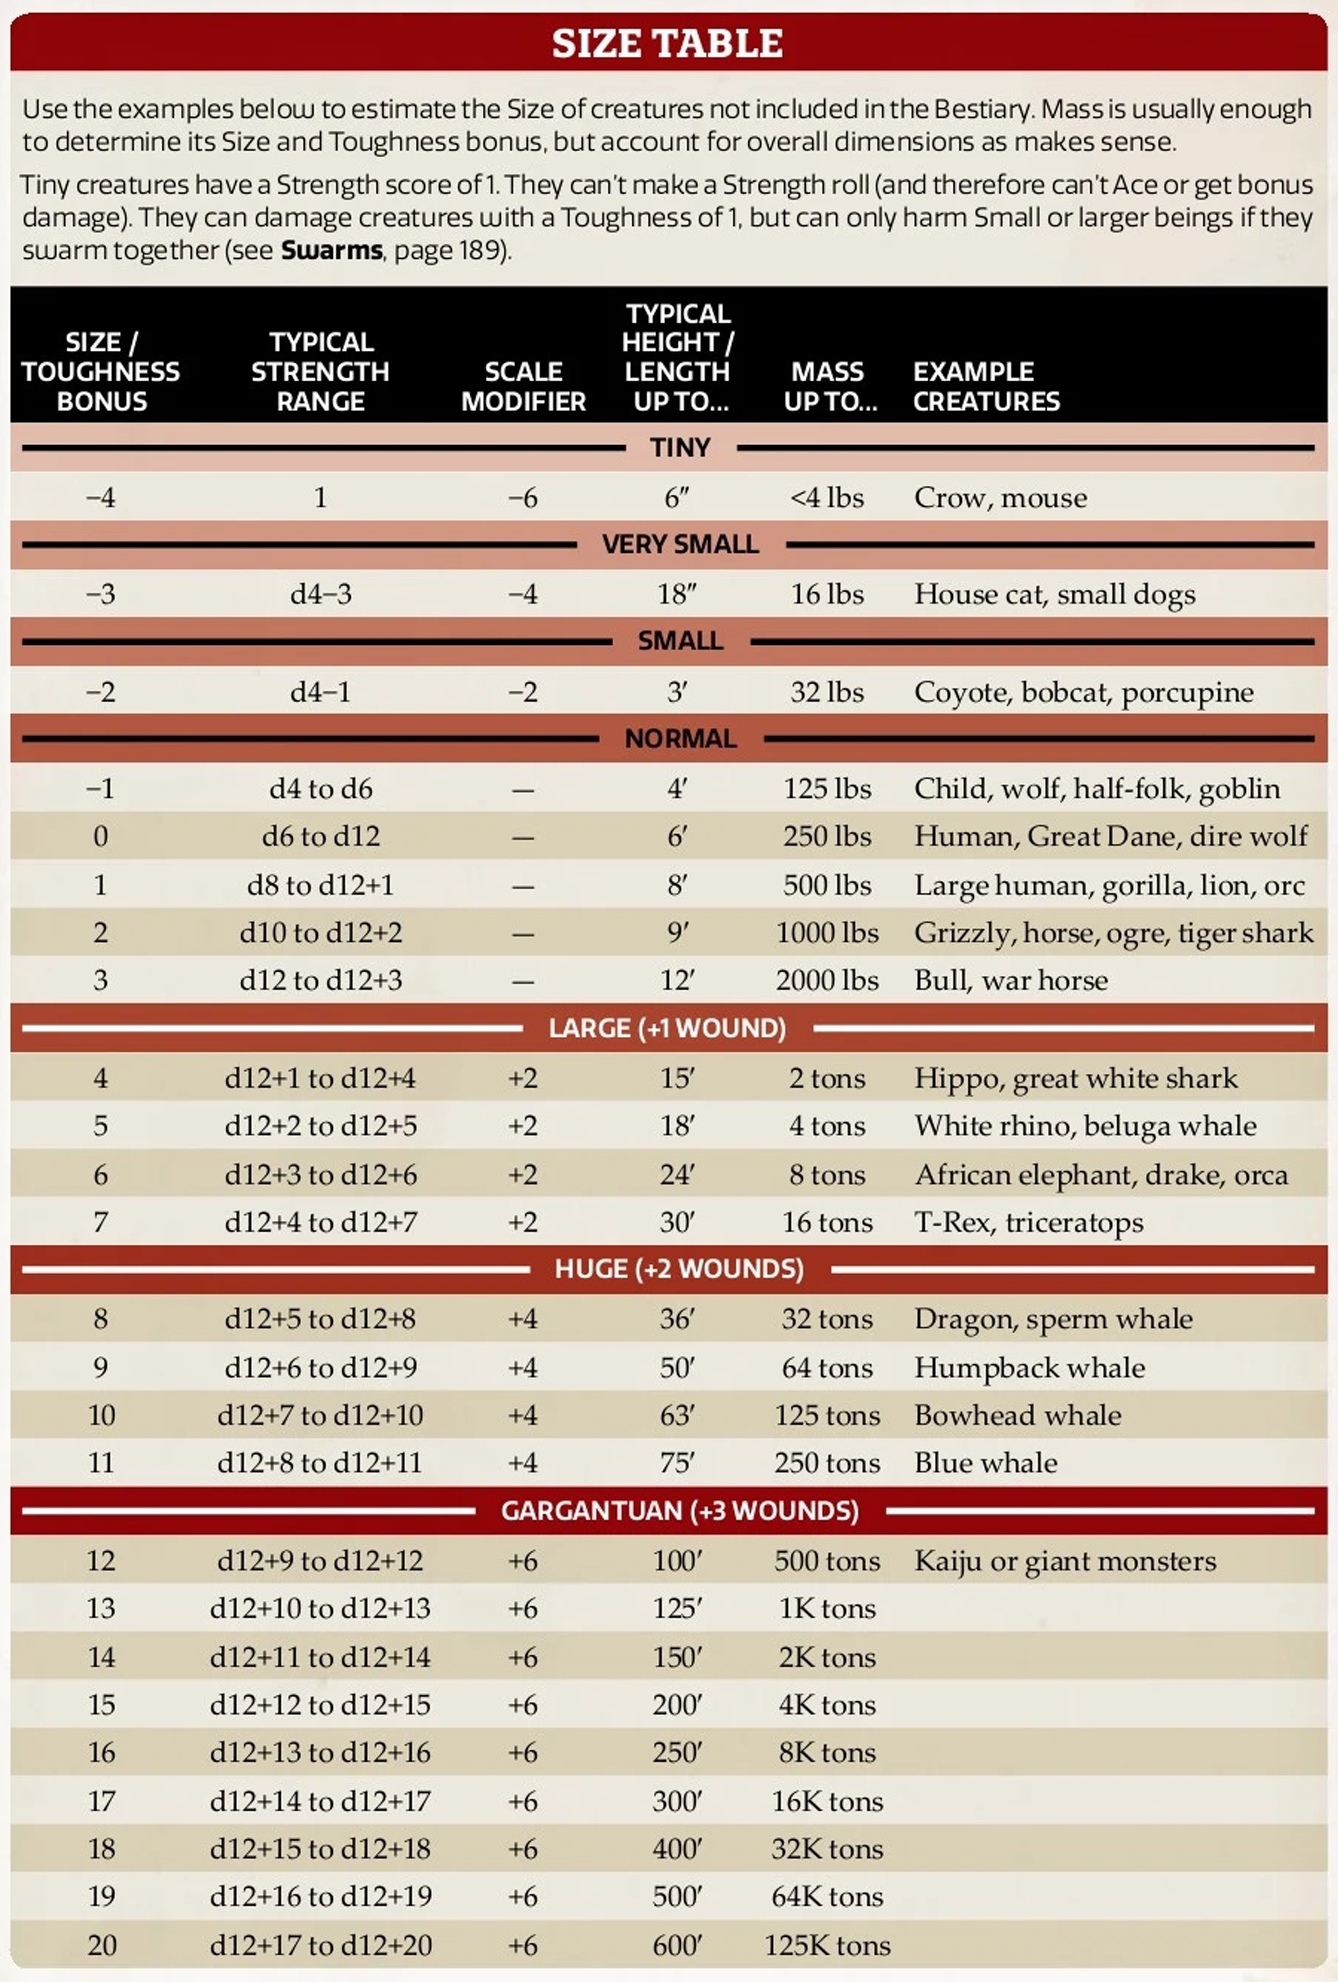 SIZE TABLE
Use the examples below to estimate the Size of creatures not included in the Bestiary. Mass is usually enough
to determine its Size and Toughness bonus, but account for overall dimensions as makes sense.
Tiny creatures have a Strength score of 1. They can't make a Strength roll (and therefore can't Ace or get bonus
damage). They can damage creatures with a Toughness of 1, but can only harm Small or larger beings if they
swarm together (see Swarms, page 189).
SIZE / TOUGHNESS BONUS TYPICAL STRENGTH RANGE SCALE MODIFIER TYPICAL HEIGHT / LENGTH UP TO... MASS UP TO... EXAMPLE CREATURES
TINY
−4 1 −6 6″ <4 lbs Crow, mouse
VERY SMALL
−3 d4−3 −4 18″ 16 lbs House cat, small dogs
SMALL
−2 d4−1 −2 3′ 32 lbs Coyote, bobcat, porcupine
NORMAL
−1 d4 to d6 — 4′ 125 lbs Child, wolf, half-folk, goblin
0 d6 to d12 — 6′ 250 lbs Human, Great Dane, dire wolf
1 d8 to d12+1 — 8′ 500 lbs Large human, gorilla, lion, orc
2 d10 to d12+2 — 9′ 1000 lbs Grizzly, horse, ogre, tiger shark
3 d12 to d12+3 — 12′ 2000 lbs Bull, war horse
LARGE (+1 WOUND)
4 d12+1 to d12+4 +2 15′ 2 tons Hippo, great white shark
5 d12+2 to d12+5 +2 18′ 4 tons White rhino, beluga whale
6 d12+3 to d12+6 +2 24′ 8 tons African elephant, drake, orca
7 d12+4 to d12+7 +2 30′ 16 tons T-Rex, triceratops
HUGE (+2 WOUNDS)
8 d12+5 to d12+8 +4 36′ 32 tons Dragon, sperm whale
9 d12+6 to d12+9 +4 50′ 64 tons Humpback whale
10 d12+7 to d12+10 +4 63′ 125 tons Bowhead whale
11 d12+8 to d12+11 +4 75′ 250 tons Blue whale
GARGANTUAN (+3 WOUNDS)
12 d12+9 to d12+12 +6 100′ 500 tons Kaiju or giant monsters
13 d12+10 to d12+13 +6 125′ 1K tons
14 d12+11 to d12+14 +6 150′ 2K tons
15 d12+12 to d12+15 +6 200′ 4K tons
16 d12+13 to d12+16 +6 250′ 8K tons
17 d12+14 to d12+17 +6 300′ 16K tons
18 d12+15 to d12+18 +6 400′ 32K tons
19 d12+16 to d12+19 +6 500′ 64K tons
20 d12+17 to d12+20 +6 600′ 125K tons